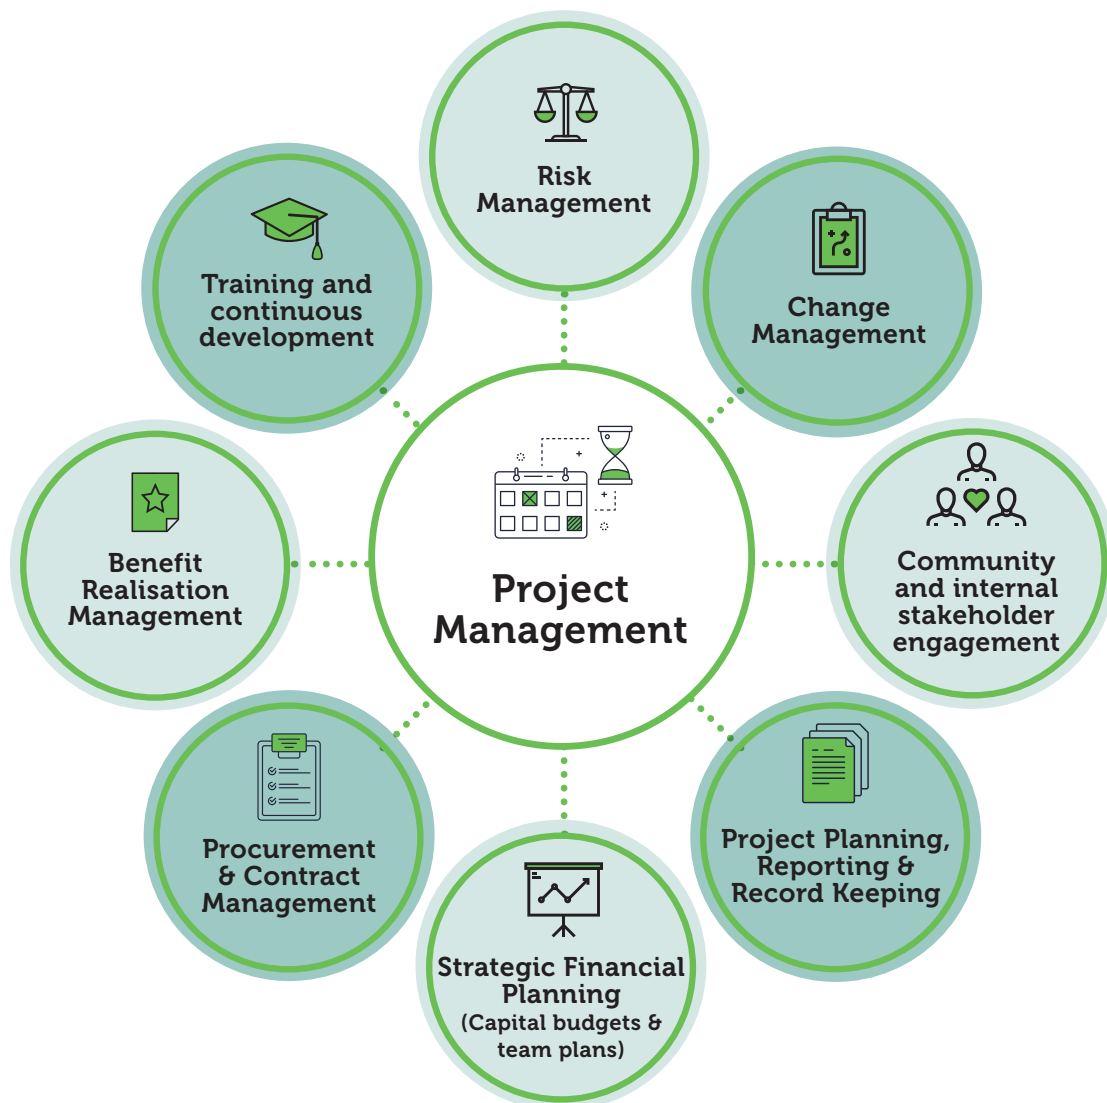 Risk
Management
Change
Management
Community
and internal
stakeholder
engagement
Project Planning,
Reporting &
Record Keeping
Strategic Financial
Planning
(Capital budgets &
team plans)
Procurement
& Contract
Management
Benefit
Realisation
Management
Training and
continuous
development
Project
Management